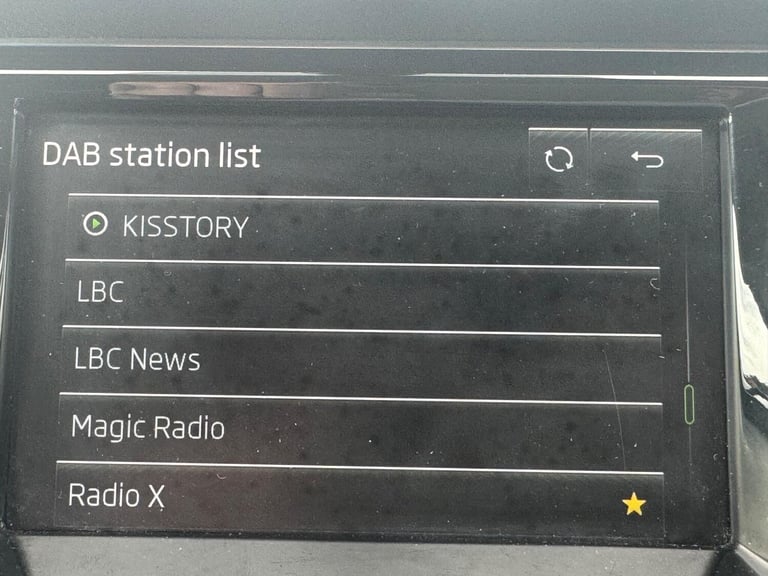 DAB station list
KISSTORY
LBC
LBC News
Magic Radio
Radio X